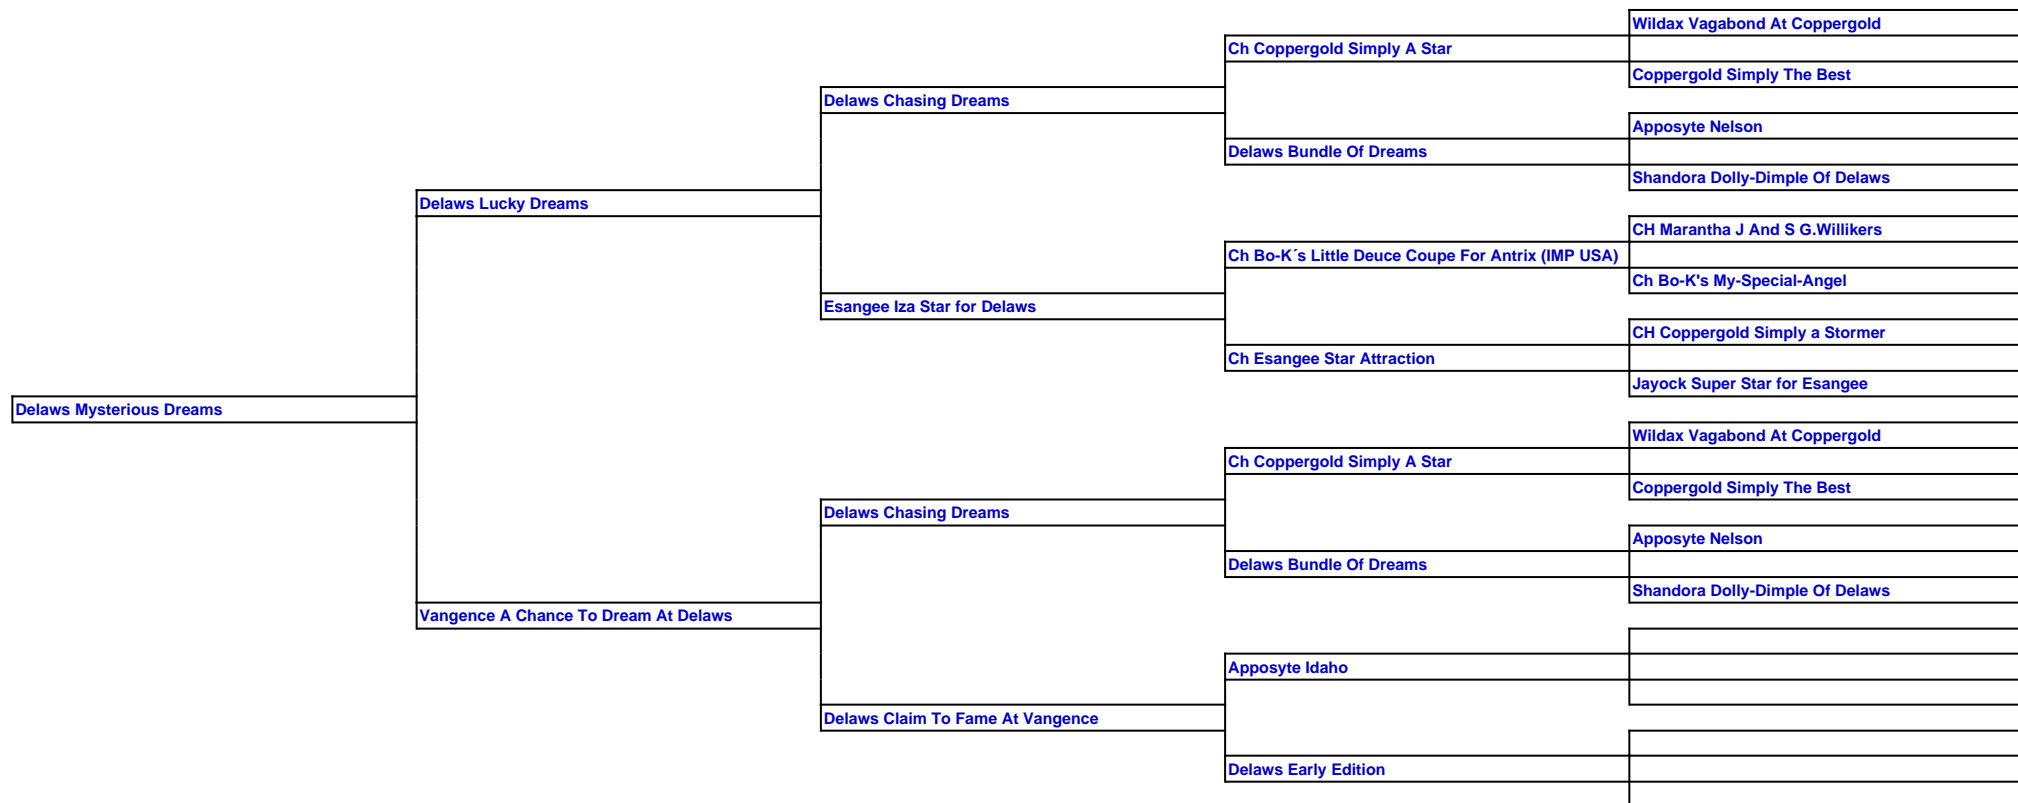 Wildax Vagabond At Coppergold
Ch Coppergold Simply A Star
Coppergold Simply The Best
Delaws Chasing Dreams
Apposyte Nelson
Delaws Bundle Of Dreams
Shandora Dolly-Dimple Of Delaws
Delaws Lucky Dreams
CH Marantha J And S G.Willikers
Ch Bo-K´s Little Deuce Coupe For Antrix (IMP USA)
Ch Bo-K's My-Special-Angel
Esangee Iza Star for Delaws
CH Coppergold Simply a Stormer
Ch Esangee Star Attraction
Jayock Super Star for Esangee
Delaws Mysterious Dreams
Wildax Vagabond At Coppergold
Ch Coppergold Simply A Star
Coppergold Simply The Best
Delaws Chasing Dreams
Apposyte Nelson
Delaws Bundle Of Dreams
Shandora Dolly-Dimple Of Delaws
Vangence A Chance To Dream At Delaws
Apposyte Idaho
Delaws Claim To Fame At Vangence
Delaws Early Edition